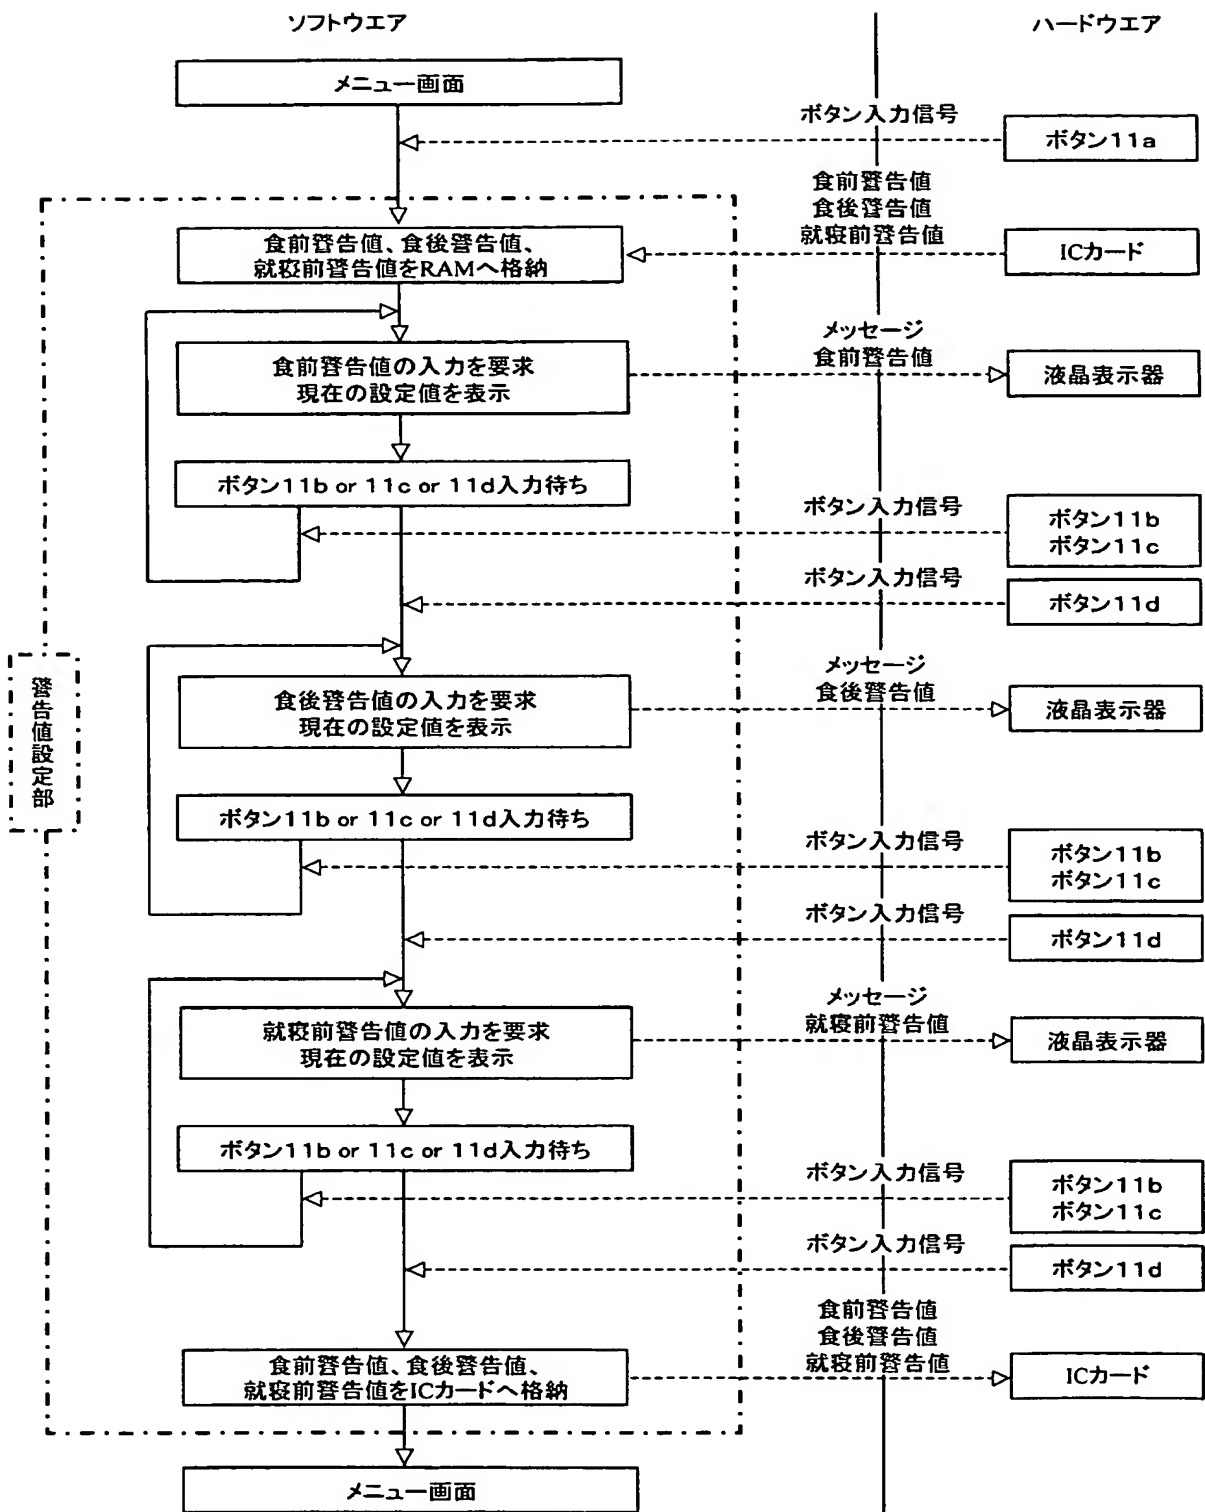 ソフトウエア
ハードウエア
メニュー画面
ボタン入力信号
ボタン11a
食前警告値
食後警告値
就寝前警告値
食前警告値、食後警告値、
就寝前警告値をRAMへ格納
ICカード
メッセージ
食前警告値
食前警告値の入力を要求
現在の設定値を表示
液晶表示器
ボタン11b or 11c or 11d入力待ち
ボタン入力信号
ボタン11b
ボタン11c
ボタン入力信号
ボタン11d
警告値設定部
メッセージ
食後警告値
食後警告値の入力を要求
現在の設定値を表示
液晶表示器
ボタン11b or 11c or 11d入力待ち
ボタン入力信号
ボタン11b
ボタン11c
ボタン入力信号
ボタン11d
メッセージ
就寝前警告値
就寝前警告値の入力を要求
現在の設定値を表示
液晶表示器
ボタン11b or 11c or 11d入力待ち
ボタン入力信号
ボタン11b
ボタン11c
ボタン入力信号
ボタン11d
食前警告値
食後警告値
就寝前警告値
食前警告値、食後警告値、
就寝前警告値をICカードへ格納
ICカード
メニュー画面